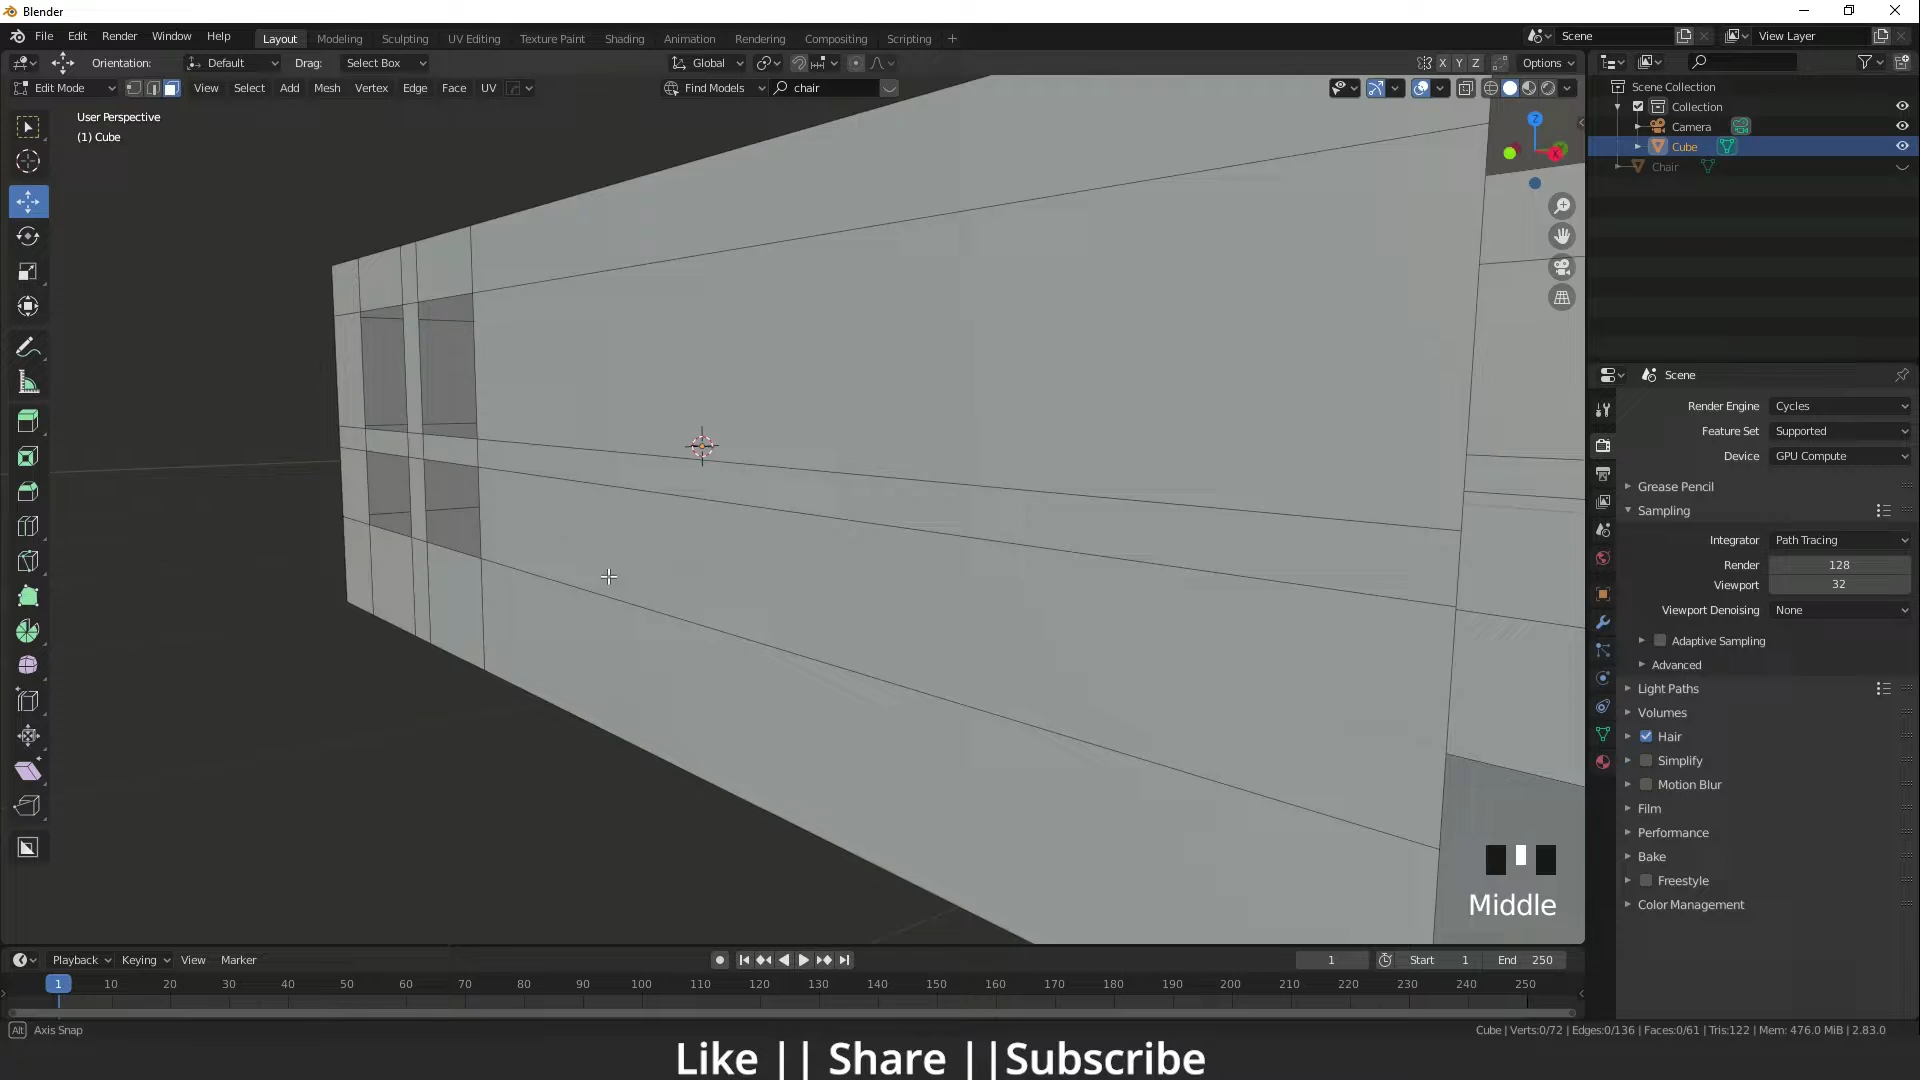 Blender
File Edit Render Window Help Layout Modeling Sculpting UV Editing Texture Paint Shading Animation Rendering Compositing Scripting + Scene View Layer
Orientation: Default Drag: Select Box Global X Y Z Options
Edit Mode View Select Add Mesh Vertex Edge Face UV Find Models chair
User Perspective
(1) Cube
Z
X
Scene Collection
Collection
Camera
Cube
Chair
Scene
Render Engine Cycles
Feature Set Supported
Device GPU Compute
Grease Pencil
Sampling
Integrator Path Tracing
Render 128
Viewport 32
Viewport Denoising None
Adaptive Sampling
Advanced
Light Paths
Volumes
Hair
Simplify
Motion Blur
Film
Performance
Bake
Freestyle
Color Management
Middle
Playback Keying View Marker 1 Start 1 End 250
1 10 20 30 40 50 60 70 80 90 100 110 120 130 140 150 160 170 180 190 200 210 220 230 240 250
Alt Axis Snap
Cube | Verts:0/72 | Edges:0/136 | Faces:0/61 | Tris:122 | Mem: 476.0 MiB | 2.83.0
Like || Share ||Subscribe